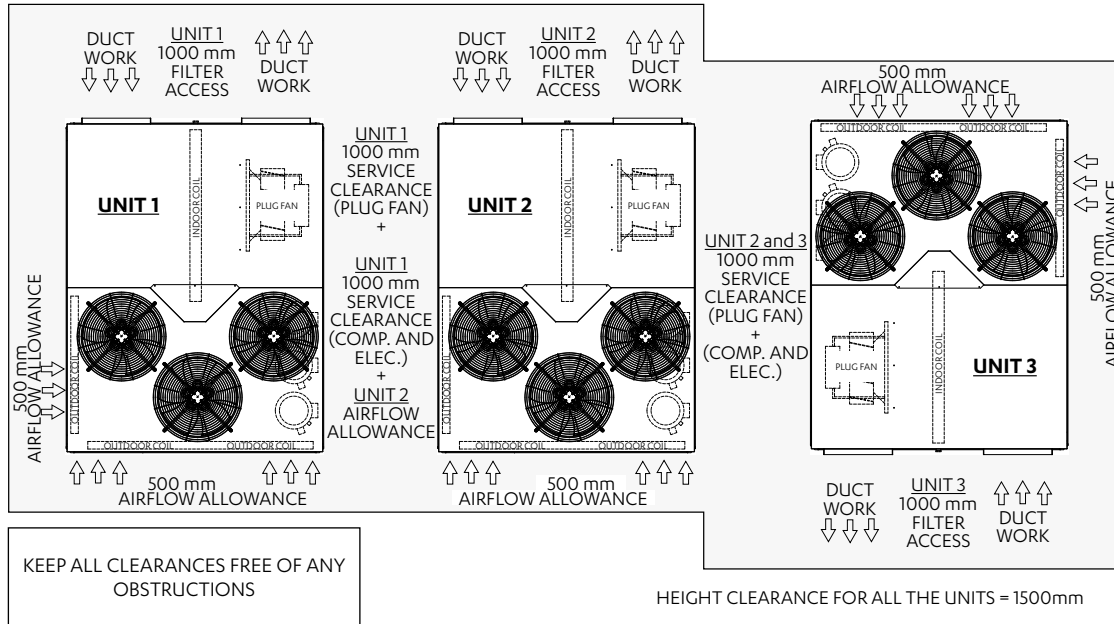 DUCT
WORK
UNIT 1
1000 mm
FILTER
ACCESS
DUCT
WORK
DUCT
WORK
UNIT 2
1000 mm
FILTER
ACCESS
DUCT
WORK
500 mm
AIRFLOW ALLOWANCE
UNIT 1
INDOOR COIL
PLUG FAN
UNIT 1
1000 mm
SERVICE
CLEARANCE
(PLUG FAN)
+
UNIT 1
1000 mm
SERVICE
CLEARANCE
(COMP. AND
ELEC.)
+
UNIT 2
AIRFLOW
ALLOWANCE
UNIT 2
INDOOR COIL
PLUG FAN
UNIT 2 and 3
1000 mm
SERVICE
CLEARANCE
(PLUG FAN)
+
(COMP. AND
ELEC.)
OUTDOOR COIL
OUTDOOR COIL
OUTDOOR COIL
500 mm
AIRFLOW ALLOWANCE
PLUG FAN
INDOOR COIL
UNIT 3
500 mm
AIRFLOW ALLOWANCE
OUTDOOR COIL
OUTDOOR COIL
OUTDOOR COIL
500 mm
AIRFLOW ALLOWANCE
OUTDOOR COIL
OUTDOOR COIL
OUTDOOR COIL
500 mm
AIRFLOW ALLOWANCE
DUCT
WORK
UNIT 3
1000 mm
FILTER
ACCESS
DUCT
WORK
KEEP ALL CLEARANCES FREE OF ANY
OBSTRUCTIONS
HEIGHT CLEARANCE FOR ALL THE UNITS = 1500mm